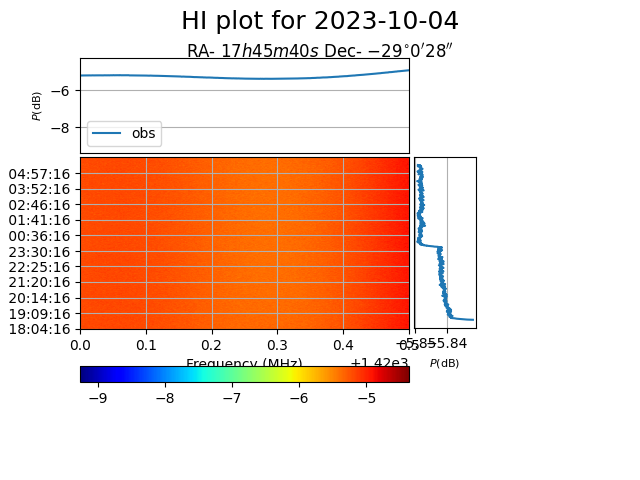 HI plot for 2023-10-04
RA- 17h45m40s Dec- −29°0′28″
P(dB)
−6
−8
obs
04:57:16
03:52:16
02:46:16
01:41:16
00:36:16
23:30:16
22:25:16
21:20:16
20:14:16
19:09:16
18:04:16
0.0 0.1 0.2 0.3 0.4 0.5
−5.85 −5.84
Frequency (MHz) +1.42e3
P(dB)
−9 −8 −7 −6 −5